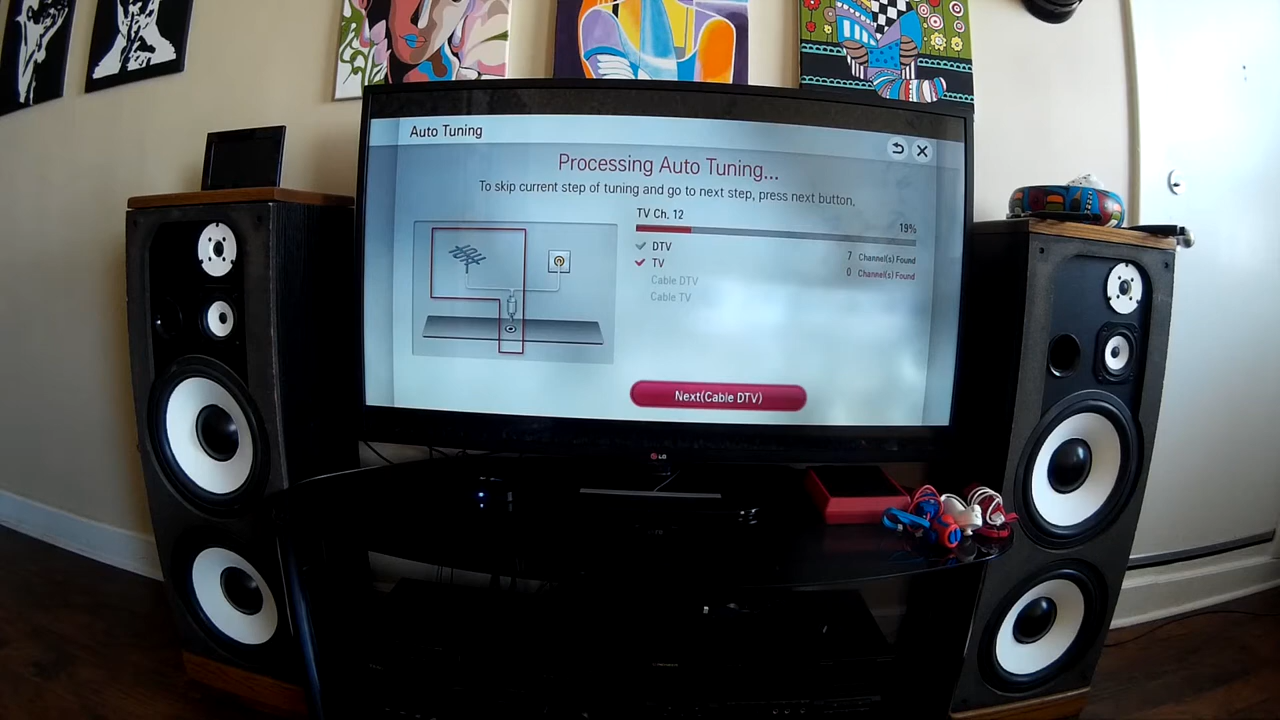 Auto Tuning
Processing Auto Tuning...
To skip current step of tuning and go to next step, press next button.
TV Ch. 12
19%
DTV 7 Channel(s) Found
TV 0 Channel(s) Found
Cable DTV
Cable TV
Next(Cable DTV)
LG